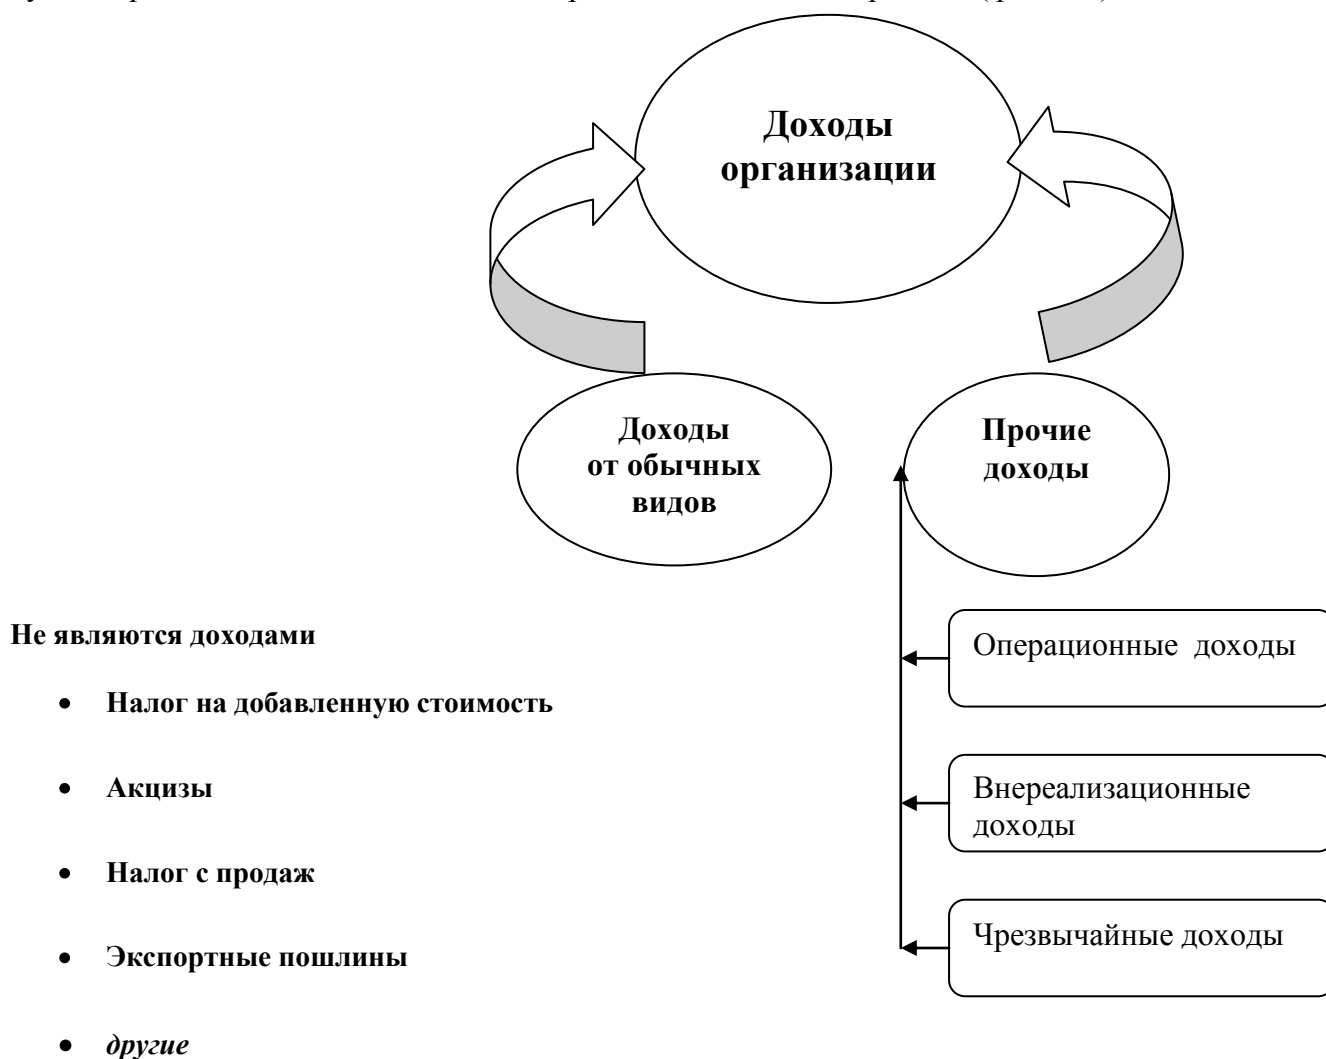 Доходы
организации
Доходы
от обычных
видов
Прочие
доходы
Не являются доходами
• Налог на добавленную стоимость
• Акцизы
• Налог с продаж
• Экспортные пошлины
• другие
Операционные доходы
Внереализационные
доходы
Чрезвычайные доходы